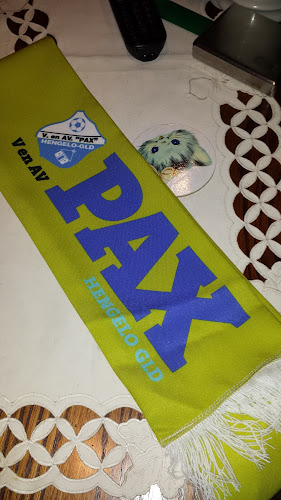 V. en AV. "PAX"
HENGELO-GLD
V en AV
PAX
HENGELO GLD